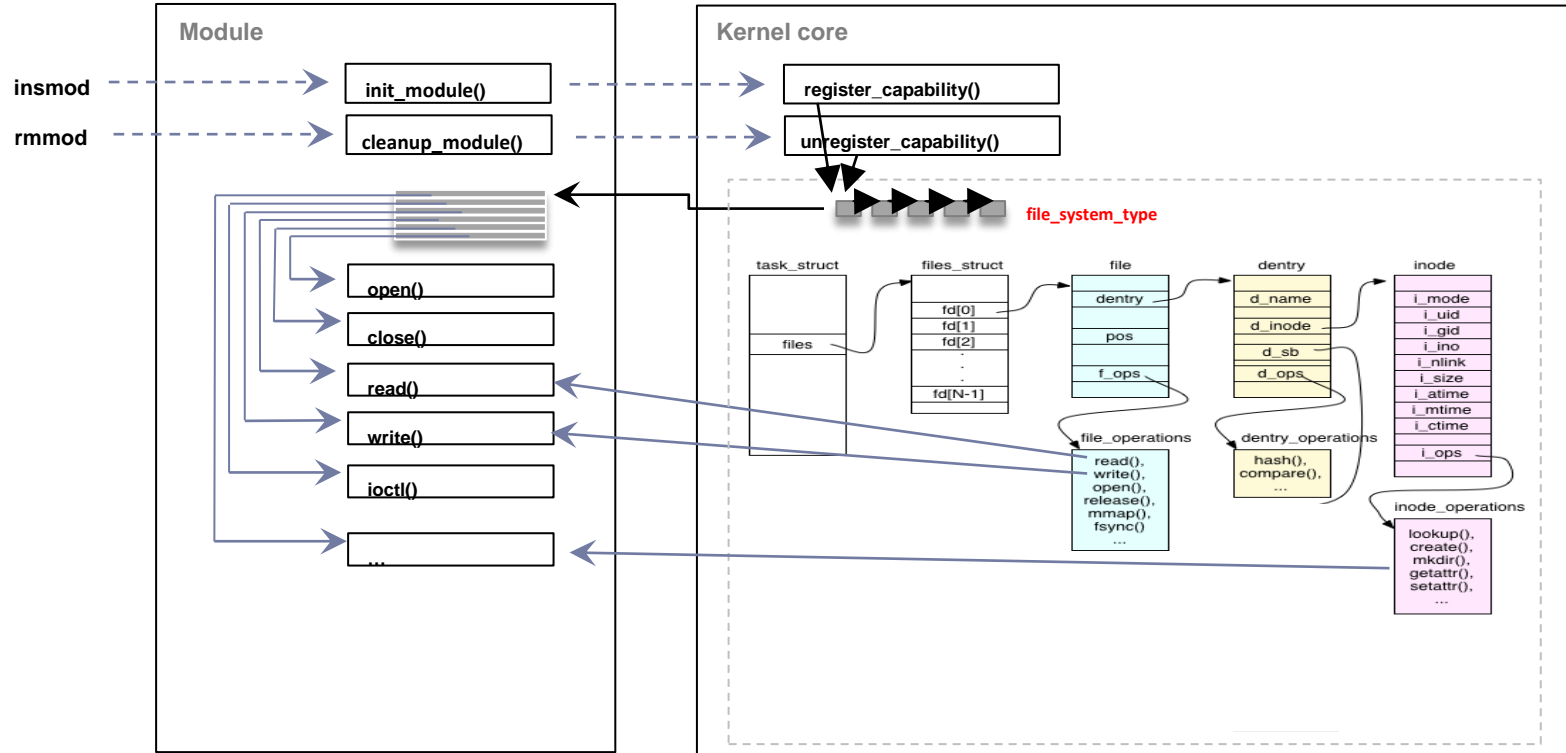 Module
Kernel core
insmod
init_module()
register_capability()
rmmod
cleanup_module()
unregister_capability()
file_system_type
open()
close()
read()
write()
ioctl()
...
task_struct
files
files_struct
fd[0]
fd[1]
fd[2]
.
.
.
fd[N-1]
file
dentry
pos
f_ops
file_operations
read(),
write(),
open(),
release(),
mmap(),
fsync()
...
dentry
d_name
d_inode
d_sb
d_ops
dentry_operations
hash(),
compare(),
...
inode
i_mode
i_uid
i_gid
i_ino
i_nlink
i_size
i_atime
i_mtime
i_ctime
i_ops
inode_operations
lookup(),
create(),
mkdir(),
getattr(),
setattr(),
...